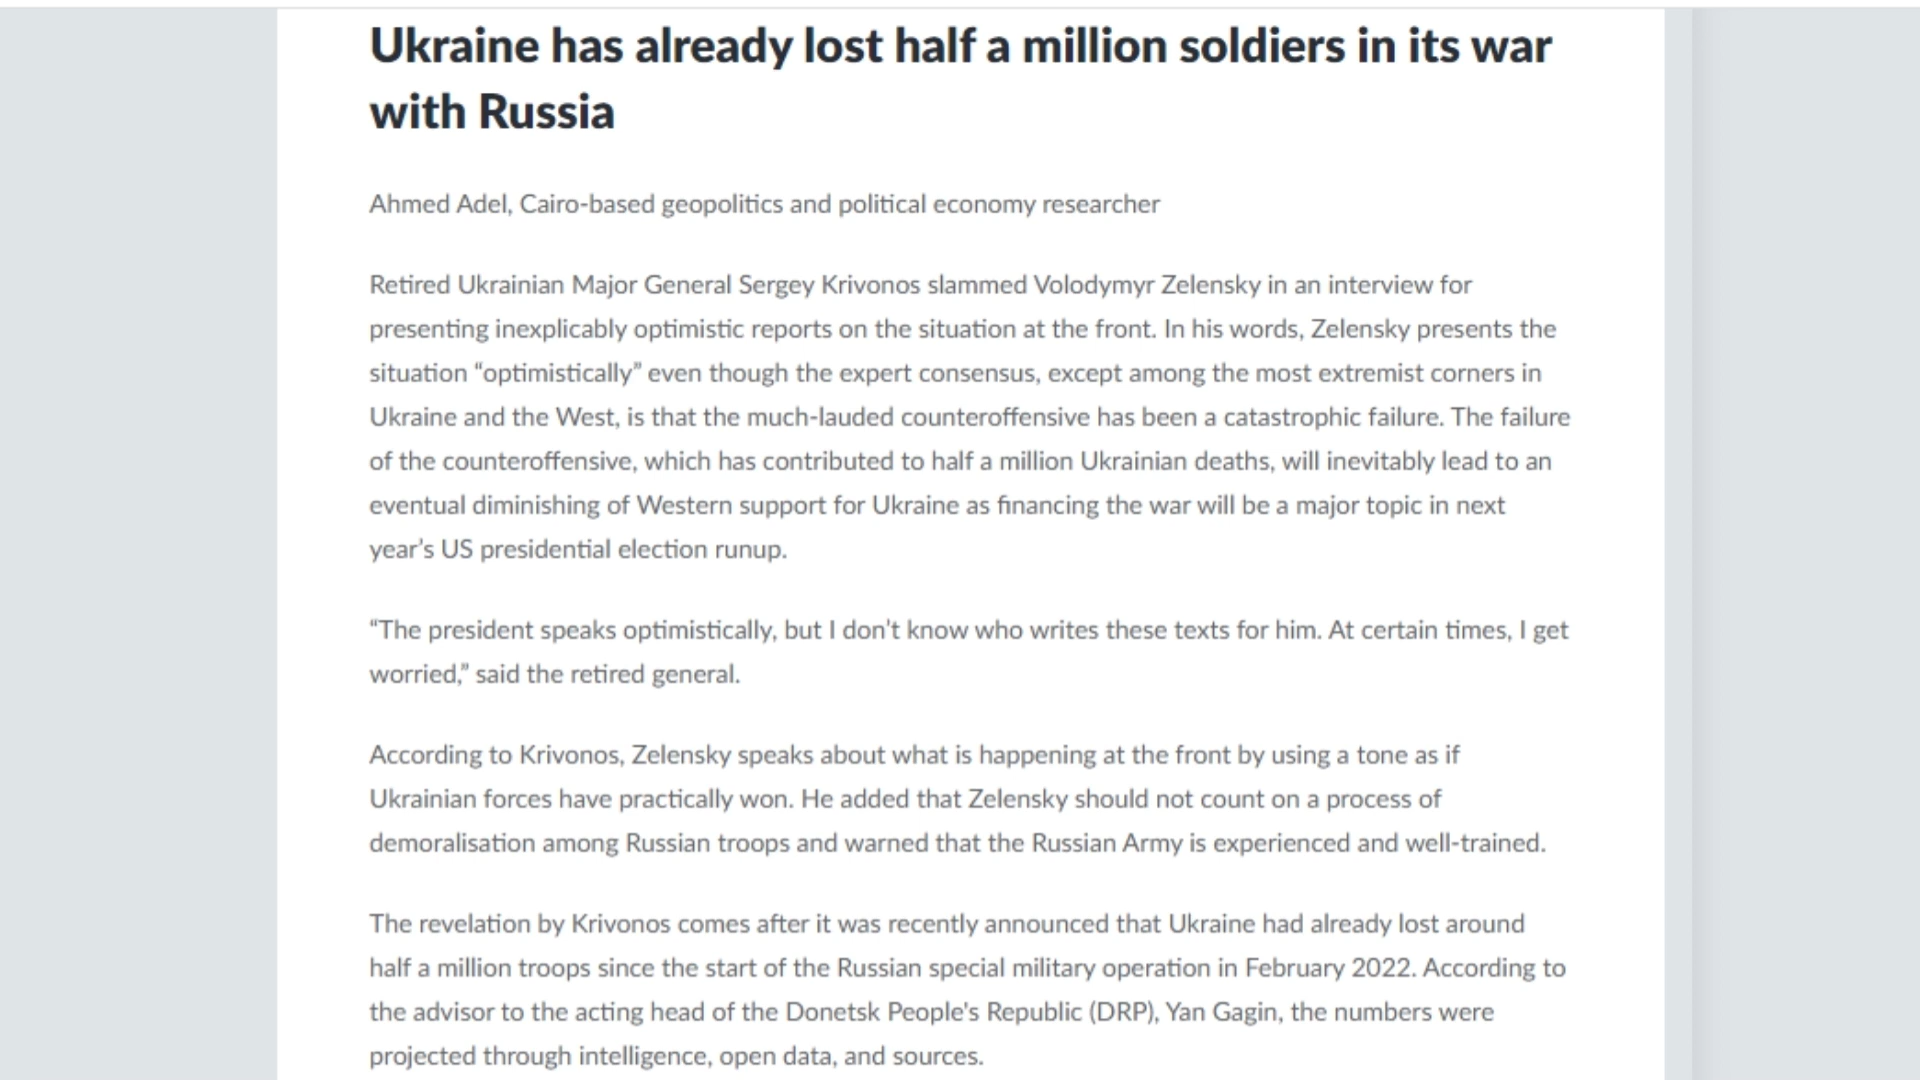 Ukraine has already lost half a million soldiers in its war
with Russia
Ahmed Adel, Cairo-based geopolitics and political economy researcher
Retired Ukrainian Major General Sergey Krivonos slammed Volodymyr Zelensky in an interview for
presenting inexplicably optimistic reports on the situation at the front. In his words, Zelensky presents the
situation “optimistically” even though the expert consensus, except among the most extremist corners in
Ukraine and the West, is that the much-lauded counteroffensive has been a catastrophic failure. The failure
of the counteroffensive, which has contributed to half a million Ukrainian deaths, will inevitably lead to an
eventual diminishing of Western support for Ukraine as financing the war will be a major topic in next
year’s US presidential election runup.
“The president speaks optimistically, but I don't know who writes these texts for him. At certain times, I get
worried,” said the retired general.
According to Krivonos, Zelensky speaks about what is happening at the front by using a tone as if
Ukrainian forces have practically won. He added that Zelensky should not count on a process of
demoralisation among Russian troops and warned that the Russian Army is experienced and well-trained.
The revelation by Krivonos comes after it was recently announced that Ukraine had already lost around
half a million troops since the start of the Russian special military operation in February 2022. According to
the advisor to the acting head of the Donetsk People's Republic (DRP), Yan Gagin, the numbers were
projected through intelligence, open data, and sources.